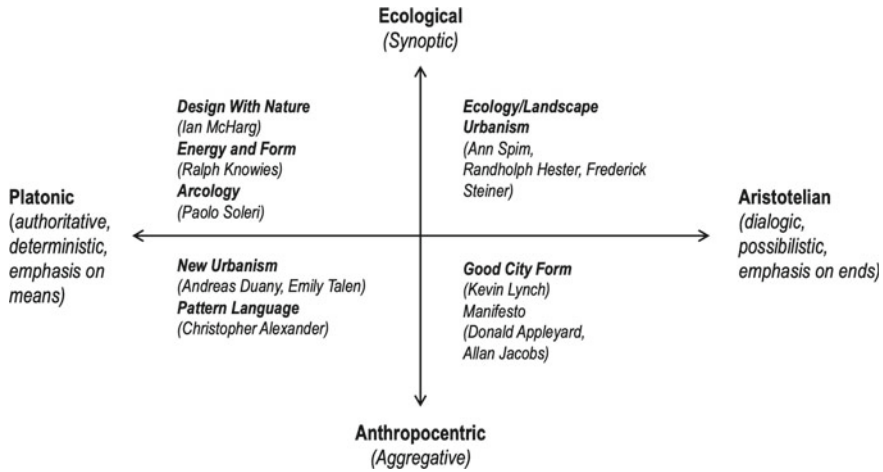 Ecological
(Synoptic)
Design With Nature
(Ian McHarg)
Energy and Form
(Ralph Knowies)
Arcology
(Paolo Soleri)
Ecology/Landscape
Urbanism
(Ann Spim,
Randholph Hester, Frederick
Steiner)
Platonic
(authoritative,
deterministic,
emphasis on
means)
Aristotelian
(dialogic,
possibilistic,
emphasis on ends)
New Urbanism
(Andreas Duany, Emily Talen)
Pattern Language
(Christopher Alexander)
Good City Form
(Kevin Lynch)
Manifesto
(Donald Appleyard,
Allan Jacobs)
Anthropocentric
(Aggregative)